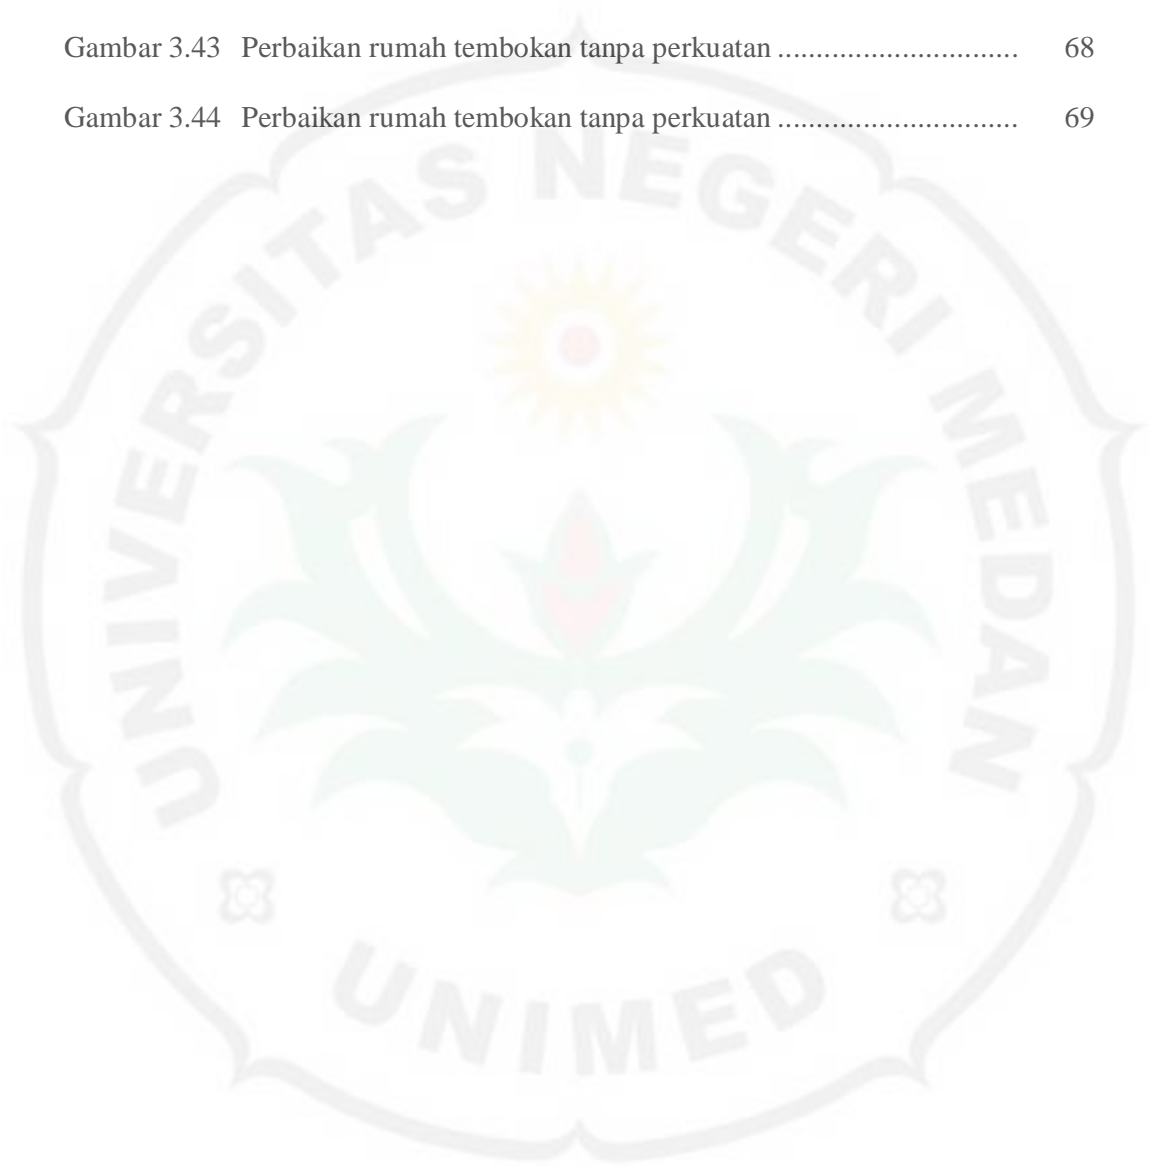 Gambar 3.43 Perbaikan rumah tembokan tanpa perkuatan ............................... 68
Gambar 3.44 Perbaikan rumah tembokan tanpa perkuatan ............................... 69
UNIVERSITAS NEGERI MEDAN
UNIMED